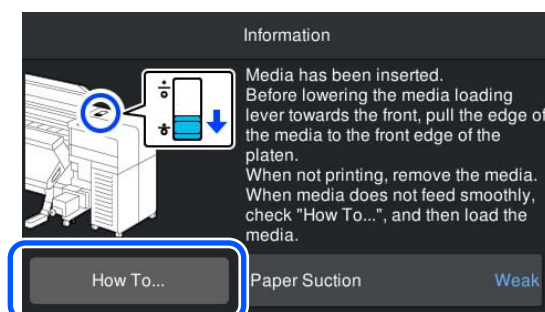 Information
Media has been inserted.
Before lowering the media loading
lever towards the front, pull the edge of
the media to the front edge of the
platen.
When not printing, remove the media.
When media does not feed smoothly,
check "How To...", and then load the
media.
How To...
Paper Suction
Weak